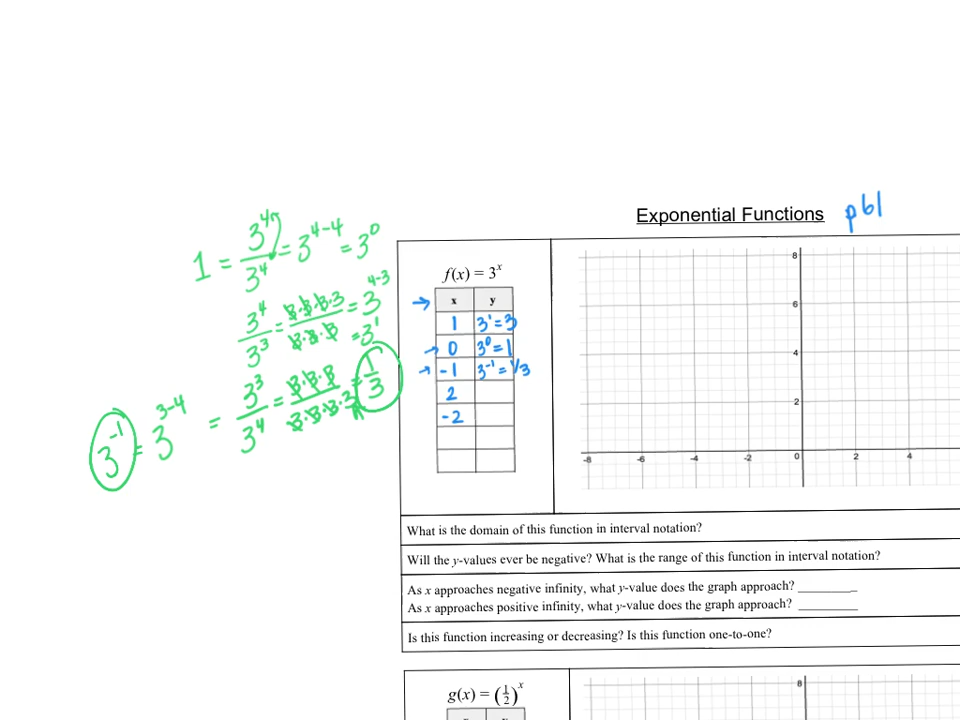 Exponential Functions p61
1 = 3^4/3^4 = 3^(4-4) = 3^0
3^4/3^3 = 3·3·3·3/3·3·3 = 3^(4-3)
= 3^1
3^-1 = 3^(3-4) = 3^3/3^4 = 3·3·3/3·3·3·3 = 1/3
f(x) = 3^x
→ x y
1 3^1 = 3
→ 0 3^0 = 1
→ -1 3^-1 = 1/3
2
-2
8
6
4
2
-8 -6 -4 -2 0 2 4
What is the domain of this function in interval notation?
Will the y-values ever be negative? What is the range of this function in interval notation?
As x approaches negative infinity, what y-value does the graph approach? ________
As x approaches positive infinity, what y-value does the graph approach? ________
Is this function increasing or decreasing? Is this function one-to-one?
g(x) = (1/2)^x
8